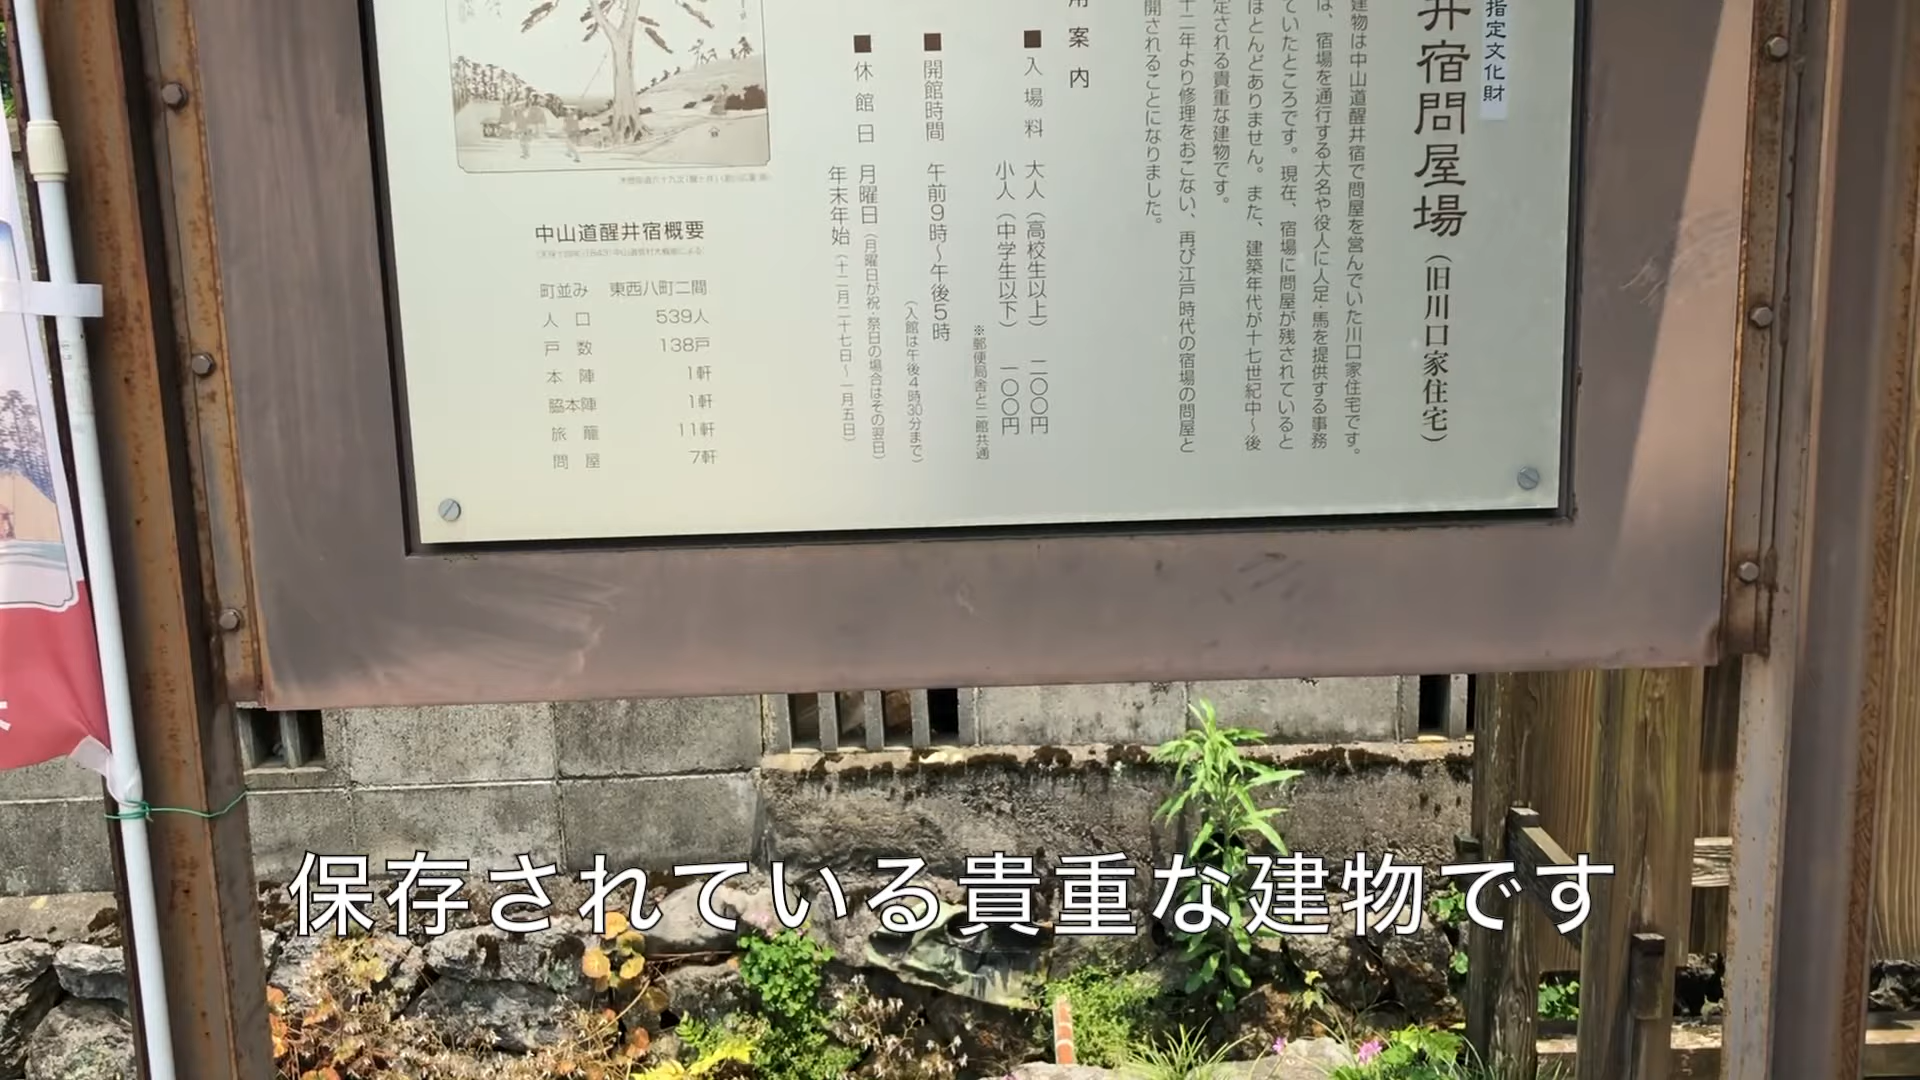 指定文化財
井宿問屋場（旧川口家住宅）
建物は中山道醒井宿で問屋を営んでいた川口家住宅です。
は、宿場を通行する大名や役人に人足・馬を提供する事務
ていたところです。現在、宿場に問屋が残されていると
ほとんどありません。また、建築年代が十七世紀中〜後
定される貴重な建物です。
十二年より修理をおこない、再び江戸時代の宿場の問屋と
開されることになりました。
用案内
■入場料 大人（高校生以上） 二〇〇円
小人（中学生以下） 一〇〇円
※郵便局舎と二館共通
■開館時間 午前9時〜午後5時
（入館は午後4時30分まで）
■休館日 月曜日（月曜日が祝・祭日の場合はその翌日）
年末年始（十二月二十七日〜一月五日）
中山道醒井宿概要
町並み 東西八町二間
人口 539人
戸数 138戸
本陣 1軒
脇本陣 1軒
旅籠 11軒
問屋 7軒
保存されている貴重な建物です